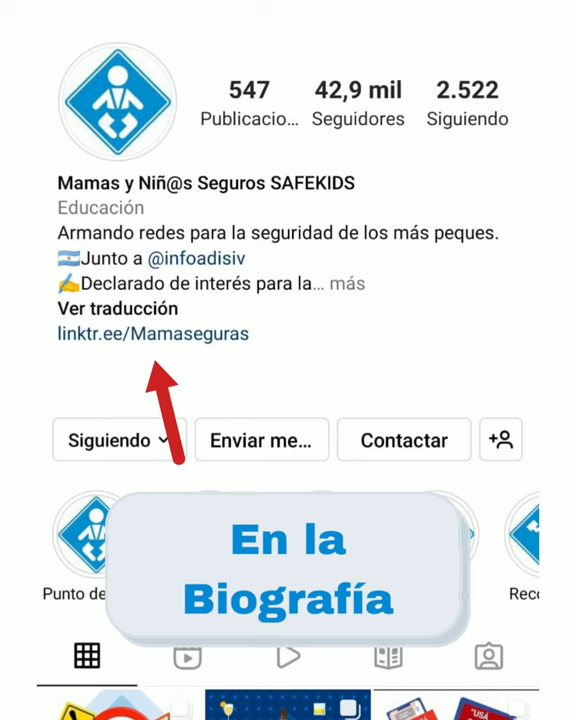 547 42,9 mil 2.522
Publicacio... Seguidores Siguiendo
Mamas y Niñ@s Seguros SAFEKIDS
Educación
Armando redes para la seguridad de los más peques.
🇦🇷Junto a @infoadisiv
✍️Declarado de interés para la... más
Ver traducción
linktr.ee/Mamaseguras
Siguiendo Enviar me... Contactar
En la
Biografía
Punto de
USA